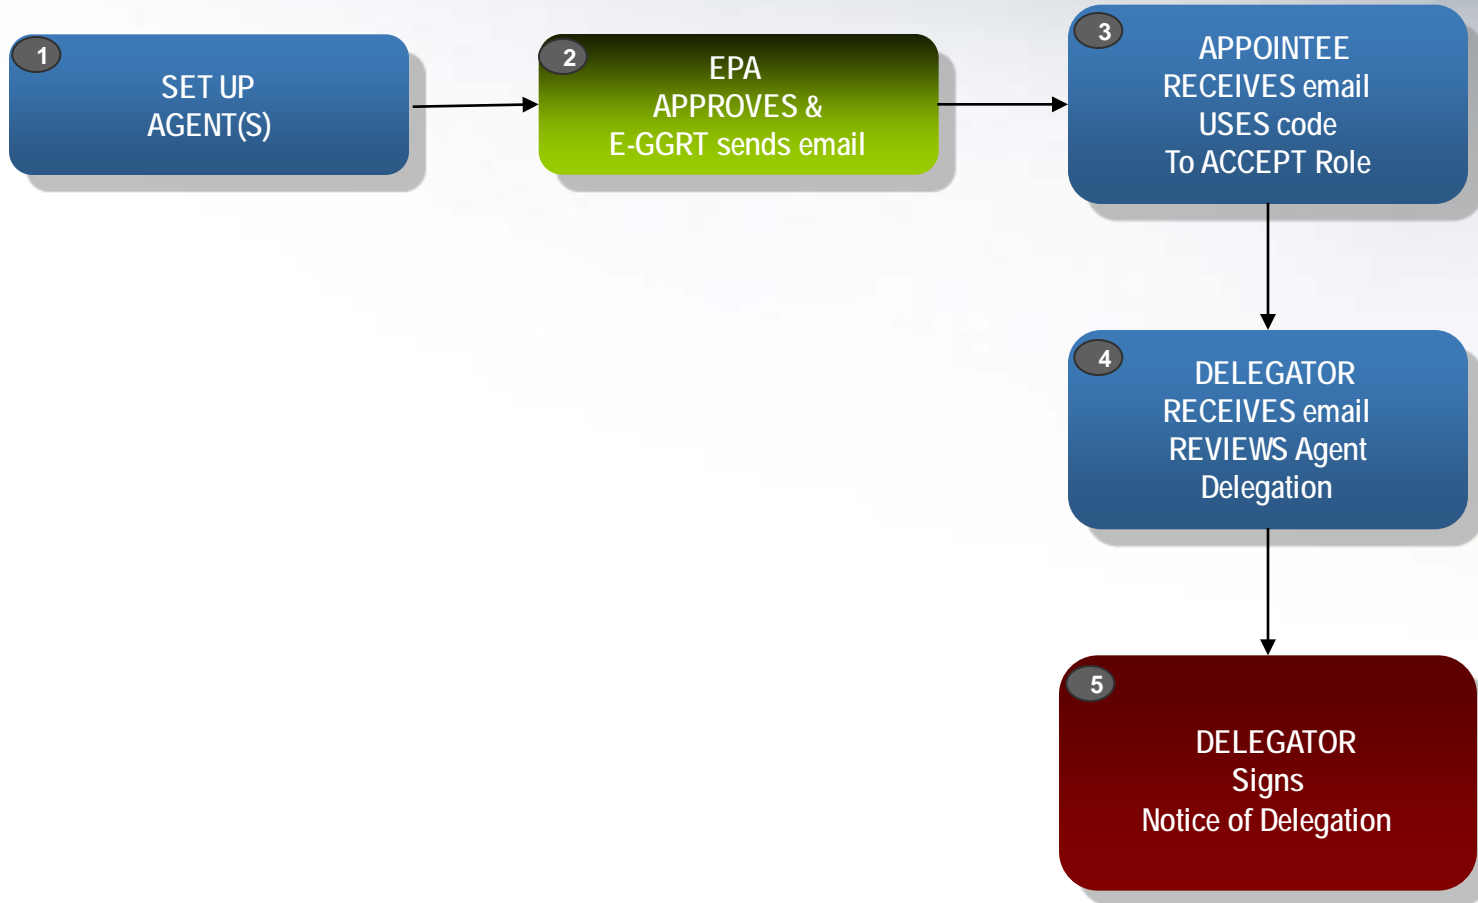 1
SET UP
AGENT(S)
2
EPA
APPROVES &
E-GGRT sends email
3
APPOINTEE
RECEIVES email
USES code
To ACCEPT Role
4
DELEGATOR
RECEIVES email
REVIEWS Agent
Delegation
5
DELEGATOR
Signs
Notice of Delegation